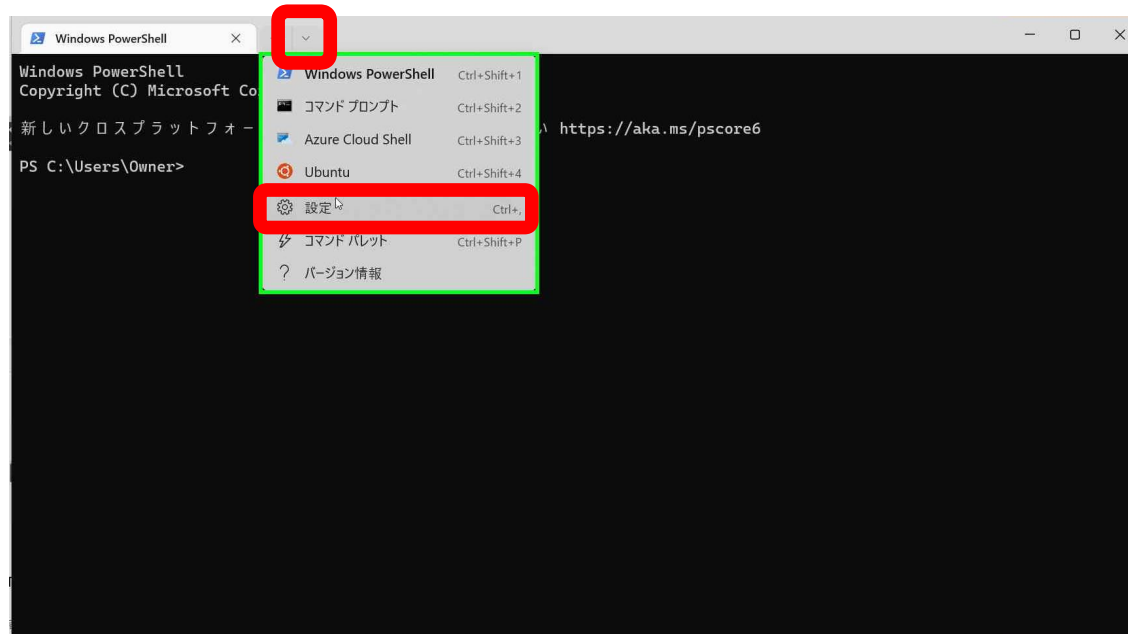 Windows PowerShell
Windows PowerShell
Copyright (C) Microsoft Co
新しいクロスプラットフォー い https://aka.ms/pscore6
PS C:\Users\Owner>
Windows PowerShell Ctrl+Shift+1
コマンド プロンプト Ctrl+Shift+2
Azure Cloud Shell Ctrl+Shift+3
Ubuntu Ctrl+Shift+4
設定 Ctrl+,
コマンド パレット Ctrl+Shift+P
バージョン情報